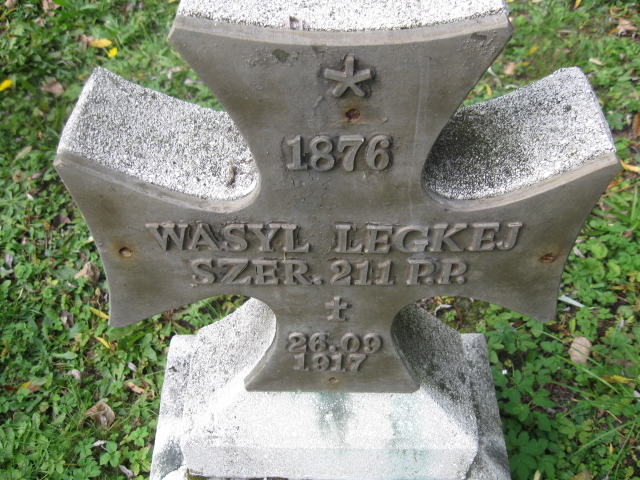 * 
1876
WASYL LEGKEJ
SZER. 211 P.P.
✝
26.09
1917